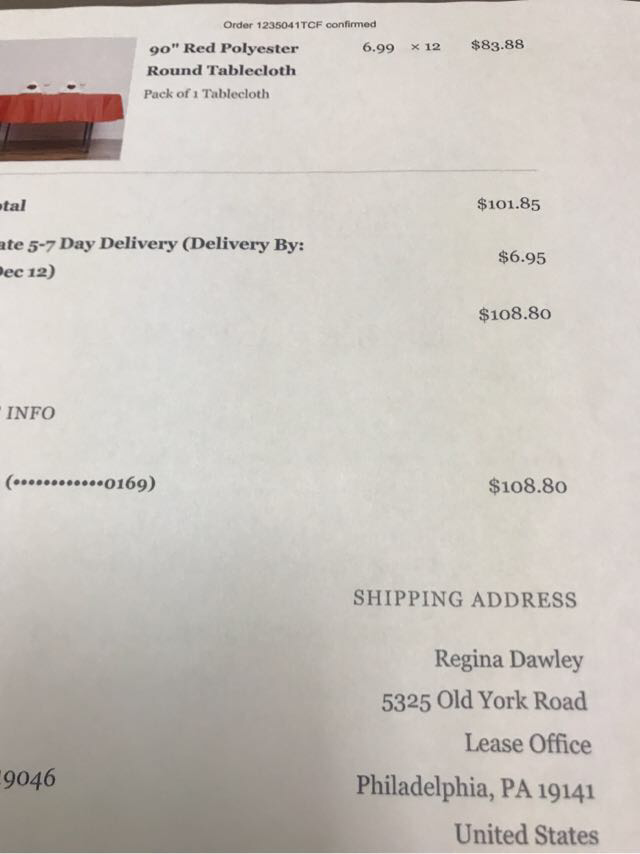 Order 1235041TCF confirmed
90" Red Polyester 6.99 × 12 $83.88
Round Tablecloth
Pack of 1 Tablecloth
otal $101.85
ate 5-7 Day Delivery (Delivery By: $6.95
Dec 12)
$108.80
INFO
(••••••••••••0169) $108.80
SHIPPING ADDRESS
Regina Dawley
5325 Old York Road
Lease Office
19046 Philadelphia, PA 19141
United States